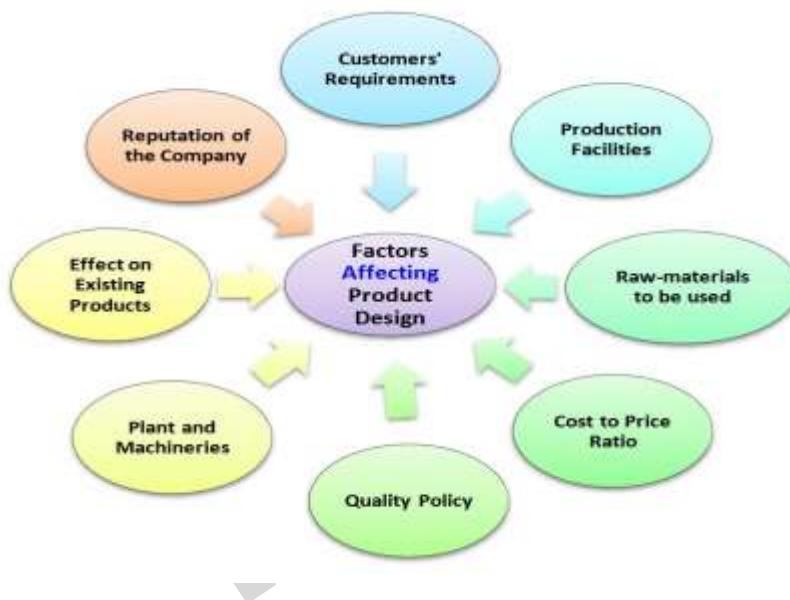 Customers'
Requirements
Production
Facilities
Raw-materials
to be used
Cost to Price
Ratio
Quality Policy
Plant and
Machineries
Effect on
Existing
Products
Reputation of
the Company
Factors
Affecting
Product
Design